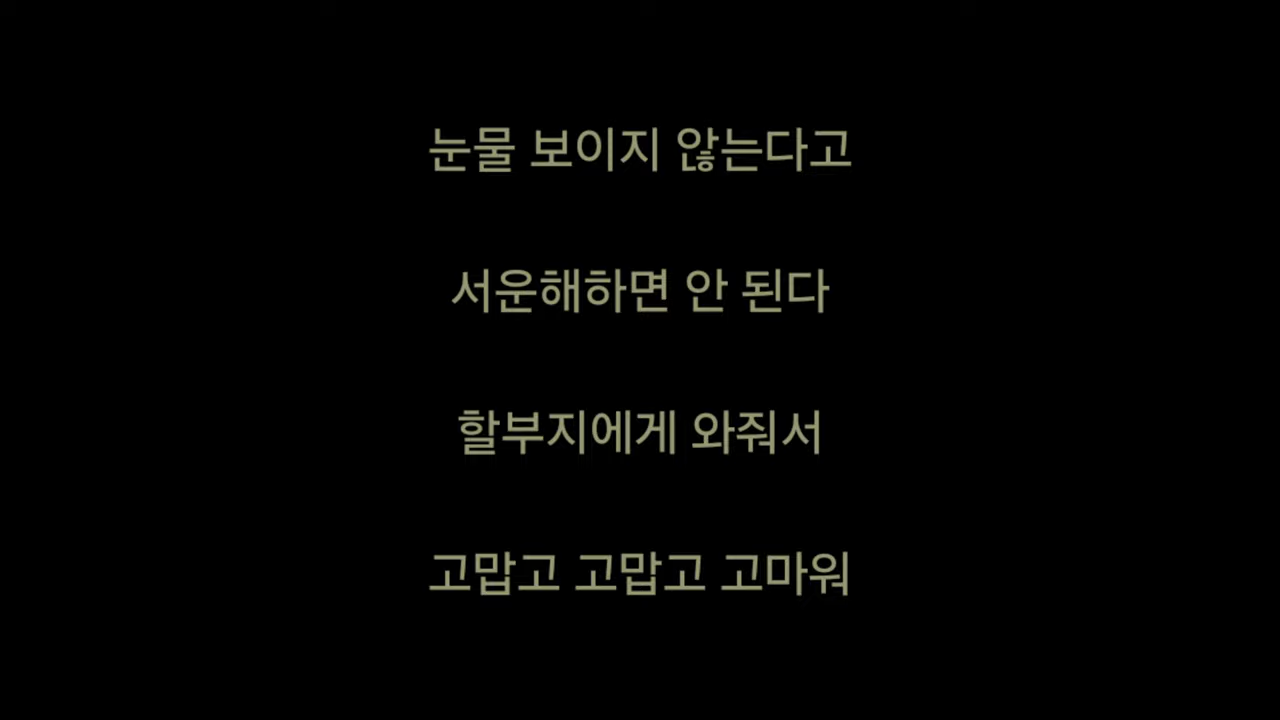 눈물 보이지 않는다고
서운해하면 안 된다
할부지에게 와줘서
고맙고 고맙고 고마워